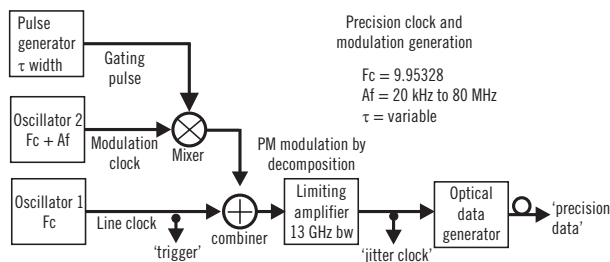 Pulse
generator
τ width
Gating
pulse
Precision clock and
modulation generation
Fc = 9.95328
Af = 20 kHz to 80 MHz
τ = variable
Oscillator 2
Fc + Af
Modulation
clock
Mixer
PM modulation by
decomposition
Oscillator 1
Fc
Line clock
'trigger'
combiner
Limiting
amplifier
13 GHz bw
'jitter clock'
Optical
data
generator
'precision
data'